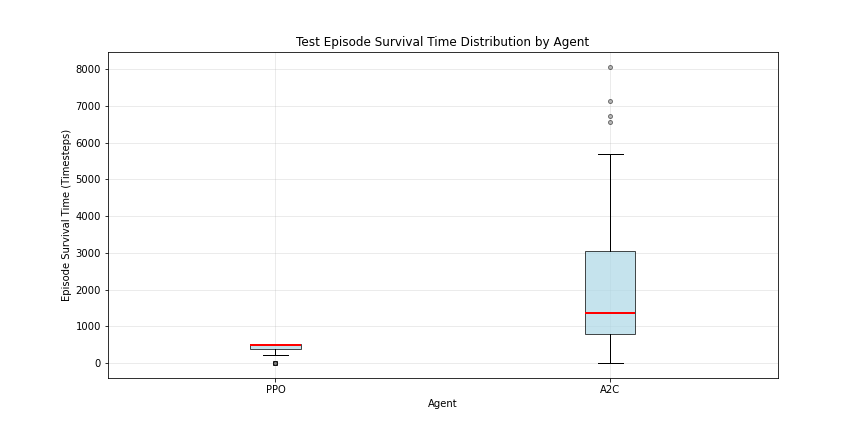 Test Episode Survival Time Distribution by Agent
8000
7000
6000
5000
4000
3000
2000
1000
0
Episode Survival Time (Timesteps)
PPO
A2C
Agent